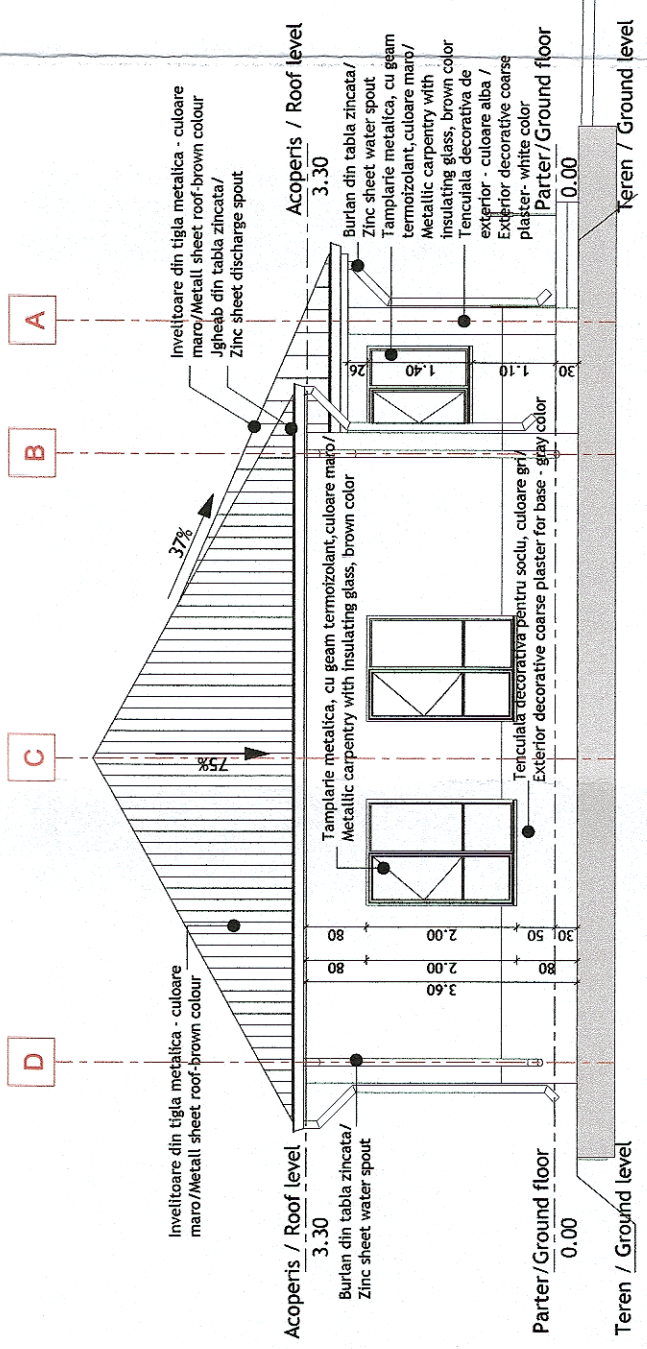 D
C
B
A
Invelitoare din tigla metalica - culoare
maro/Metall sheet roof-brown colour
75%
37%
Invelitoare din tigla metalica - culoare
maro/Metall sheet roof-brown colour
Jgheab din tabla zincata/
Zinc sheet discharge spout
Acoperis / Roof level
3.30
Burlan din tabla zincata/
Zinc sheet water spout
Acoperis / Roof level
3.30
Burlan din tabla zincata/
Zinc sheet water spout
Tamplarie metalica, cu geam
termoizolant,culoare maro/
Metallic carpentry with
insulating glass, brown color
Tencuiala decorativa de
exterior - culoare alba /
Exterior decorative coarse
plaster- white color
Tamplarie metalica, cu geam termoizolant,culoare maro/
Metallic carpentry with insulating glass, brown color
80
2.00
50
30
80
2.00
80
3.60
26
1.40
1.10
30
Tencuiala decorativa pentru soclu, culoare gri/
Exterior decorative coarse plaster for base - gray color
Parter/Ground floor
0.00
Parter/Ground floor
0.00
Teren / Ground level
Teren / Ground level